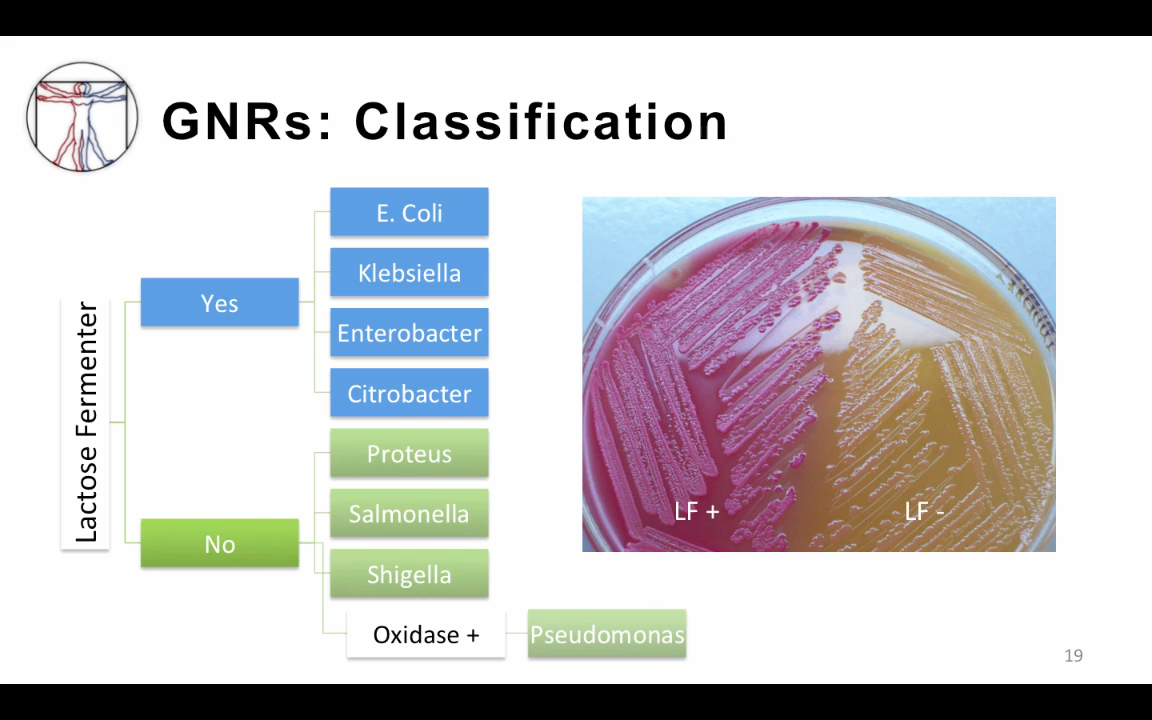 GNRs: Classification
Lactose Fermenter
Yes
E. Coli
Klebsiella
Enterobacter
Citrobacter
No
Proteus
Salmonella
Shigella
Oxidase +
Pseudomonas
LF +
LF -
19